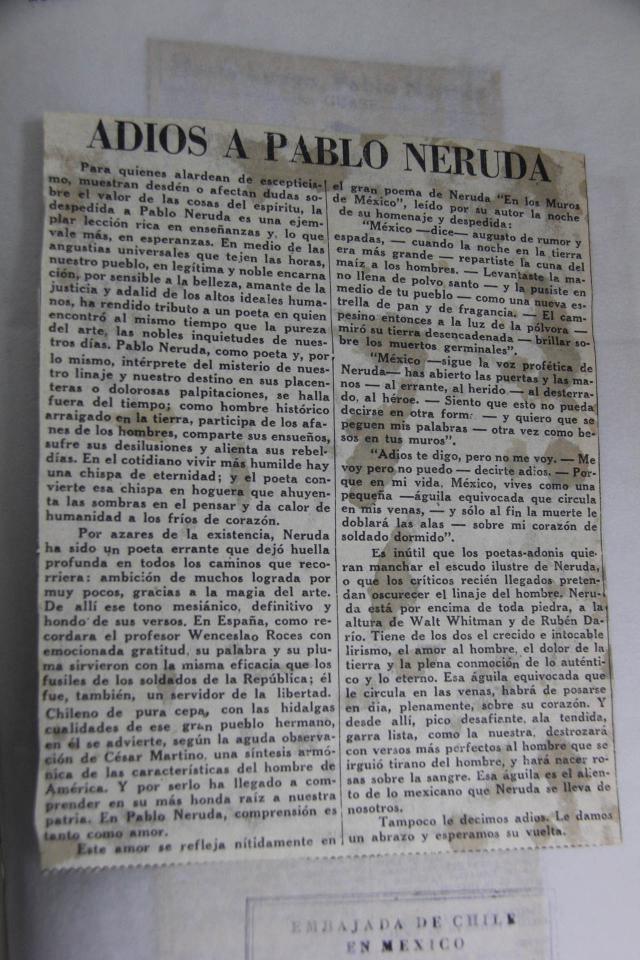 ADIOS A PABLO NERUDA
Para quienes alardean de escepticis-
mo, muestran desdén o afectan dudas so-
bre el valor de las cosas del espíritu, la
despedida a Pablo Neruda es una ejem-
plar lección rica en enseñanzas y, lo que
vale más, en esperanzas. En medio de las
angustias universales que tejen las horas,
nuestro pueblo, en legítima y noble encarna
ción, por sensible a la belleza, amante de la
justicia y adalid de los altos ideales huma-
nos, ha rendido tributo a un poeta en quien
encontró al mismo tiempo que la pureza
del arte, las nobles inquietudes de nues-
tros días. Pablo Neruda, como poeta y, por
lo mismo, intérprete del misterio de nues-
tro linaje y nuestro destino en sus placen-
teras o dolorosas palpitaciones, se halla
fuera del tiempo; como hombre histórico
arraigado en la tierra, participa de los afa-
nes de los hombres, comparte sus ensueños,
sufre sus desilusiones y alienta sus rebel-
días. En el cotidiano vivir más humilde hay
una chispa de eternidad; y el poeta con-
vierte esa chispa en hoguera que ahuyen-
ta las sombras en el pensar y da calor de
humanidad a los fríos de corazón.
Por azares de la existencia, Neruda
ha sido un poeta errante que dejó huella
profunda en todos los caminos que reco-
rriera: ambición de muchos lograda por
muy pocos, gracias a la magia del arte.
De allí ese tono mesiánico, definitivo y
hondo de sus versos. En España, como re-
cordara el profesor Wenceslao Roces con
emocionada gratitud, su palabra y su plu-
ma sirvieron con la misma eficacia que los
fusiles de los soldados de la República; él
fue, también, un servidor de la libertad.
Chileno de pura cepa, con las hidalgas
cualidades de ese gran pueblo hermano,
en él se advierte, según la aguda observa-
ción de César Martino, una síntesis armó-
nica de las características del hombre de
América. Y por serlo ha llegado a com-
prender en su más honda raíz a nuestra
patria. En Pablo Neruda, comprensión es
tanto como amor.
Este amor se refleja nítidamente en
el gran poema de Neruda "En los Muros
de México", leído por su autor la noche
de su homenaje y despedida:
"México —dice— augusto de rumor y
espadas, — cuando la noche en la tierra
era más grande — repartiste la cuna del
maíz a los hombres. — Levantaste la ma-
no llena de polvo santo — y la pusiste en
medio de tu pueblo — como una nueva es-
trella de pan y de fragancia. — El cam-
pesino entonces a la luz de la pólvora —
miró su tierra desencadenada — brillar so-
bre los muertos germinales".
"México —sigue la voz profética de
Neruda— has abierto las puertas y las ma-
nos — al errante, al herido — al desterra-
do, al héroe. — Siento que esto no pueda
decirse en otra form: — y quiero que se
peguen mis palabras — otra vez como be-
sos en tus muros".
"Adiós te digo, pero no me voy. — Me
voy pero no puedo — decirte adios. — Por-
que en mi vida, México, vives como una
pequeña —águila equivocada que circula
en mis venas, — y sólo al fin la muerte le
doblará las alas — sobre mi corazón de
soldado dormido".
Es inútil que los poetas-adonis quie-
ran manchar el escudo ilustre de Neruda,
o que los críticos recién llegados preten-
dan oscurecer el linaje del hombre. Neru-
da está por encima de toda piedra, a la
altura de Walt Whitman y de Rubén Da-
río. Tiene de los dos el crecido e intocable
lirismo, el amor al hombre, el dolor de la
tierra y la plena conmoción de lo auténti-
co y lo eterno. Esa águila equivocada que
le circula en las venas, habrá de posarse
en dia, plenamente, sobre su corazón. Y
desde allí, pico desafiante, ala tendida,
garra lista, como la nuestra, destrozará
con versos más perfectos al hombre que se
irguió tirano del hombre, y hará nacer ro-
sas sobre la sangre. Esa águila es el alien-
to de lo mexicano que Neruda se lleva de
nosotros.
Tampoco le decimos adiós. Le damos
un abrazo y esperamos su vuelta.
EMBAJADA DE CHILE
EN MEXICO